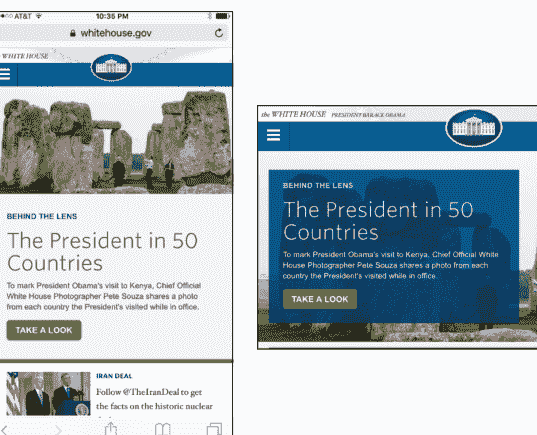 AT&T
10:35 PM
whitehouse.gov
WHITE HOUSE
BEHIND THE LENS
The President in 50
Countries
To mark President Obama's visit to Kenya, Chief Official
White House Photographer Pete Souza shares a photo
from each country the President's visited while in office.
TAKE A LOOK
IRAN DEAL
Follow @TheIranDeal to get
the facts on the historic nuclear
the WHITE HOUSE PRESIDENT BARACK OBAMA
BEHIND THE LENS
The President in 50
Countries
To mark President Obama's visit to Kenya, Chief Official White
House Photographer Pete Souza shares a photo from each
country the President's visited while in office.
TAKE A LOOK